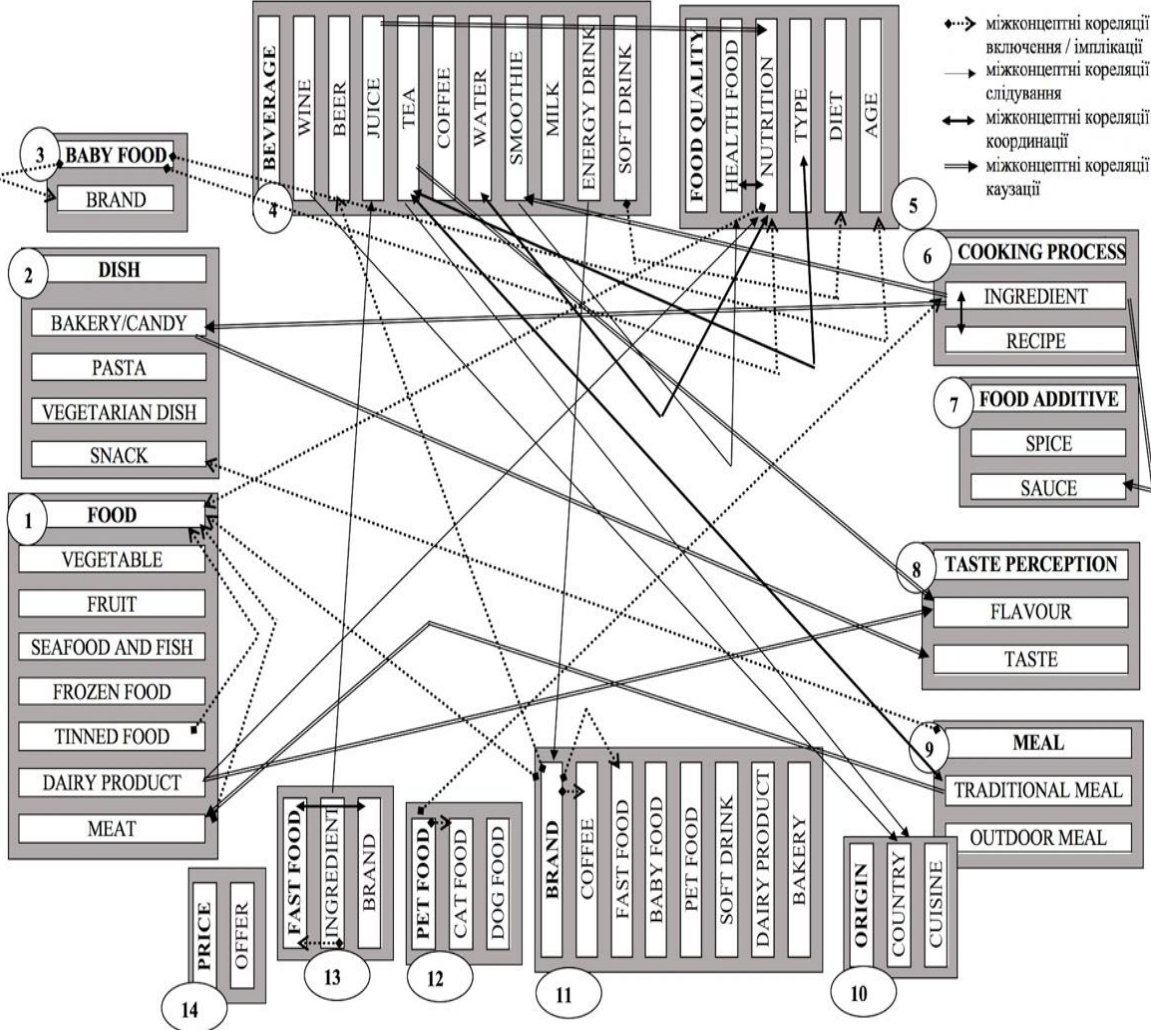 BEVERAGE
WINE
BEER
JUICE
TEA
COFFEE
WATER
SMOOTHIE
MILK
ENERGY DRINK
SOFT DRINK
4
FOOD QUALITY
HEALTH FOOD
NUTRITION
TYPE
DIET
AGE
5
міжконцептні кореляції
включення / імплікації
міжконцептні кореляції
слідування
міжконцептні кореляції
координації
міжконцептні кореляції
каузації
3
BABY FOOD
BRAND
2
DISH
BAKERY/CANDY
PASTA
VEGETARIAN DISH
SNACK
6
COOKING PROCESS
INGREDIENT
RECIPE
7
FOOD ADDITIVE
SPICE
SAUCE
1
FOOD
VEGETABLE
FRUIT
SEAFOOD AND FISH
FROZEN FOOD
TINNED FOOD
DAIRY PRODUCT
MEAT
8
TASTE PERCEPTION
FLAVOUR
TASTE
9
MEAL
TRADITIONAL MEAL
OUTDOOR MEAL
PRICE
OFFER
14
FAST FOOD
INGREDIENT
BRAND
13
PET FOOD
CAT FOOD
DOG FOOD
12
BRAND
COFFEE
FAST FOOD
BABY FOOD
PET FOOD
SOFT DRINK
DAIRY PRODUCT
BAKERY
11
ORIGIN
COUNTRY
CUISINE
10